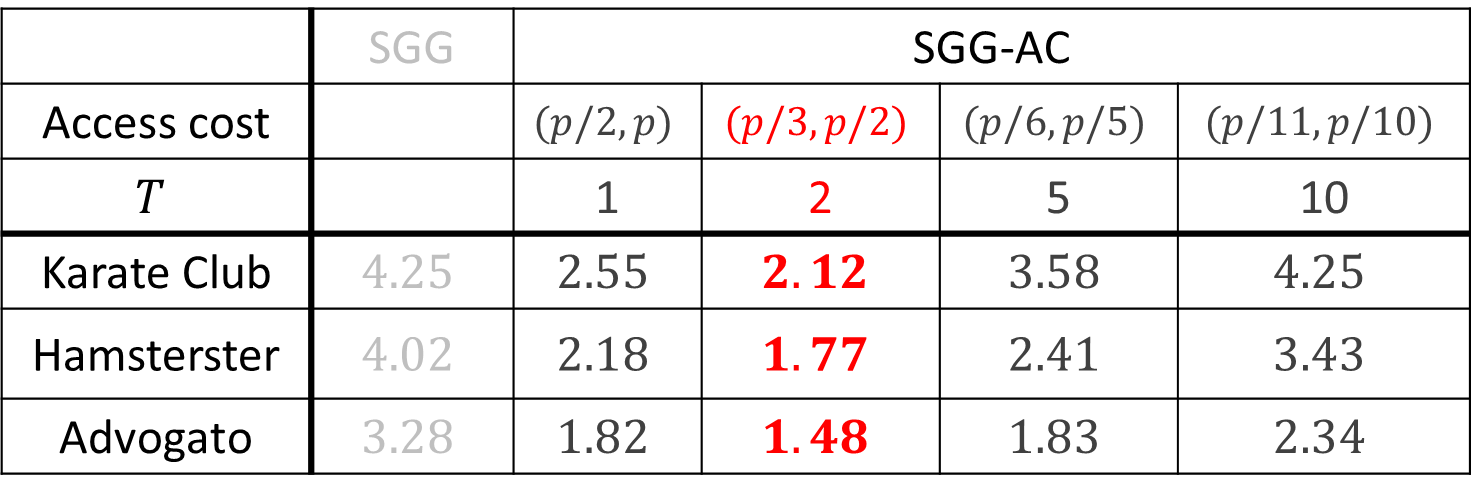 SGG SGG-AC
Access cost (p/2, p) (p/3, p/2) (p/6, p/5) (p/11, p/10)
T 1 2 5 10
Karate Club 4.25 2.55 2.12 3.58 4.25
Hamsterster 4.02 2.18 1.77 2.41 3.43
Advogato 3.28 1.82 1.48 1.83 2.34